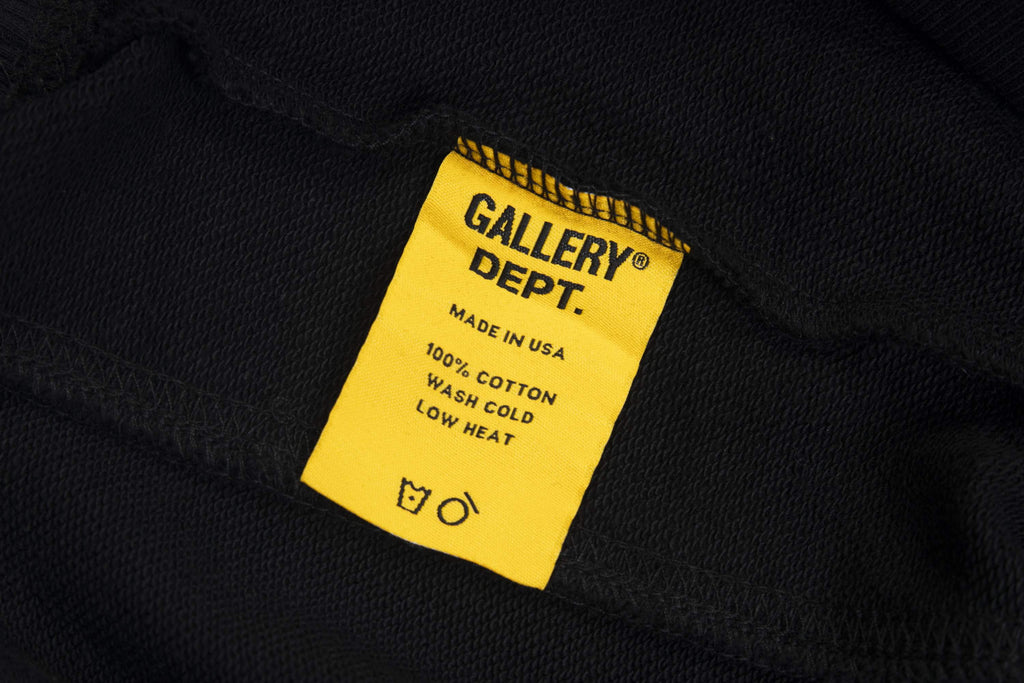 GALLERY®
DEPT.
MADE IN USA
100% COTTON
WASH COLD
LOW HEAT